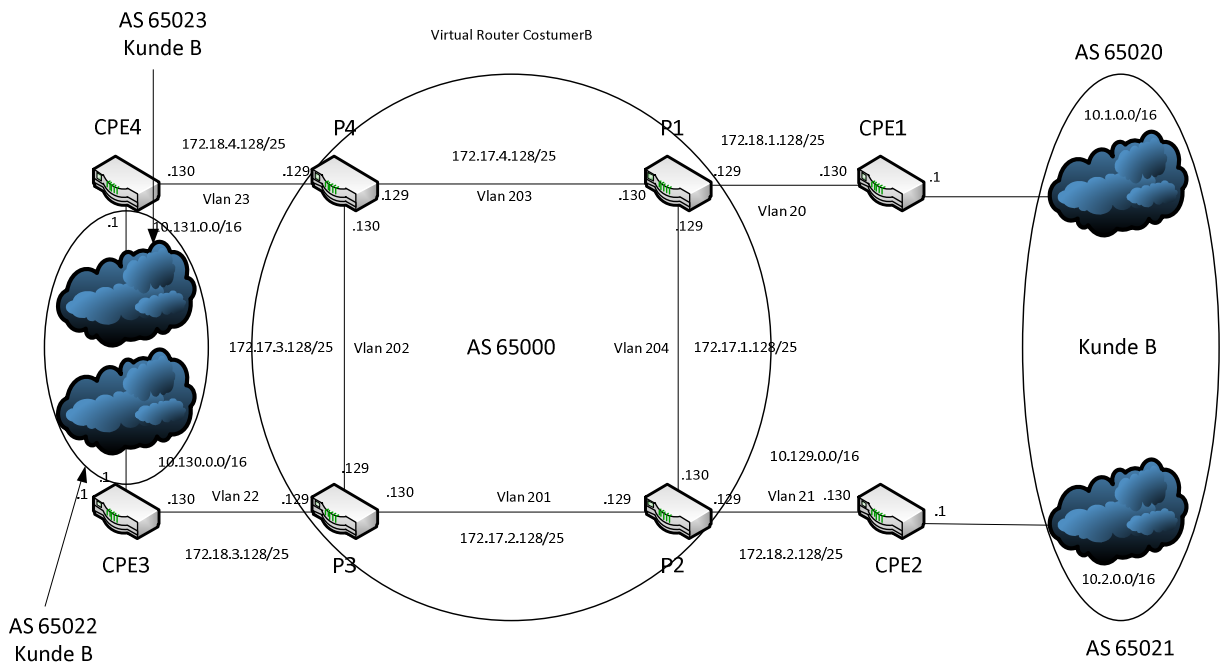 AS 65023
Kunde B
Virtual Router CostumerB
AS 65020
10.1.0.0/16
CPE4
172.18.4.128/25
P4
172.17.4.128/25
P1
172.18.1.128/25
CPE1
.130
.129
.129
.130
.129
.130
.1
Vlan 23
Vlan 203
Vlan 20
.1
10.131.0.0/16
.130
.129
172.17.3.128/25
Vlan 202
AS 65000
Vlan 204
172.17.1.128/25
Kunde B
10.130.0.0/16
.129
.130
10.129.0.0/16
.1
.1
.130
Vlan 22
.129
.130
Vlan 201
.129
.129
Vlan 21
.130
.1
172.18.3.128/25
172.17.2.128/25
172.18.2.128/25
CPE3
P3
P2
CPE2
10.2.0.0/16
AS 65022
Kunde B
AS 65021